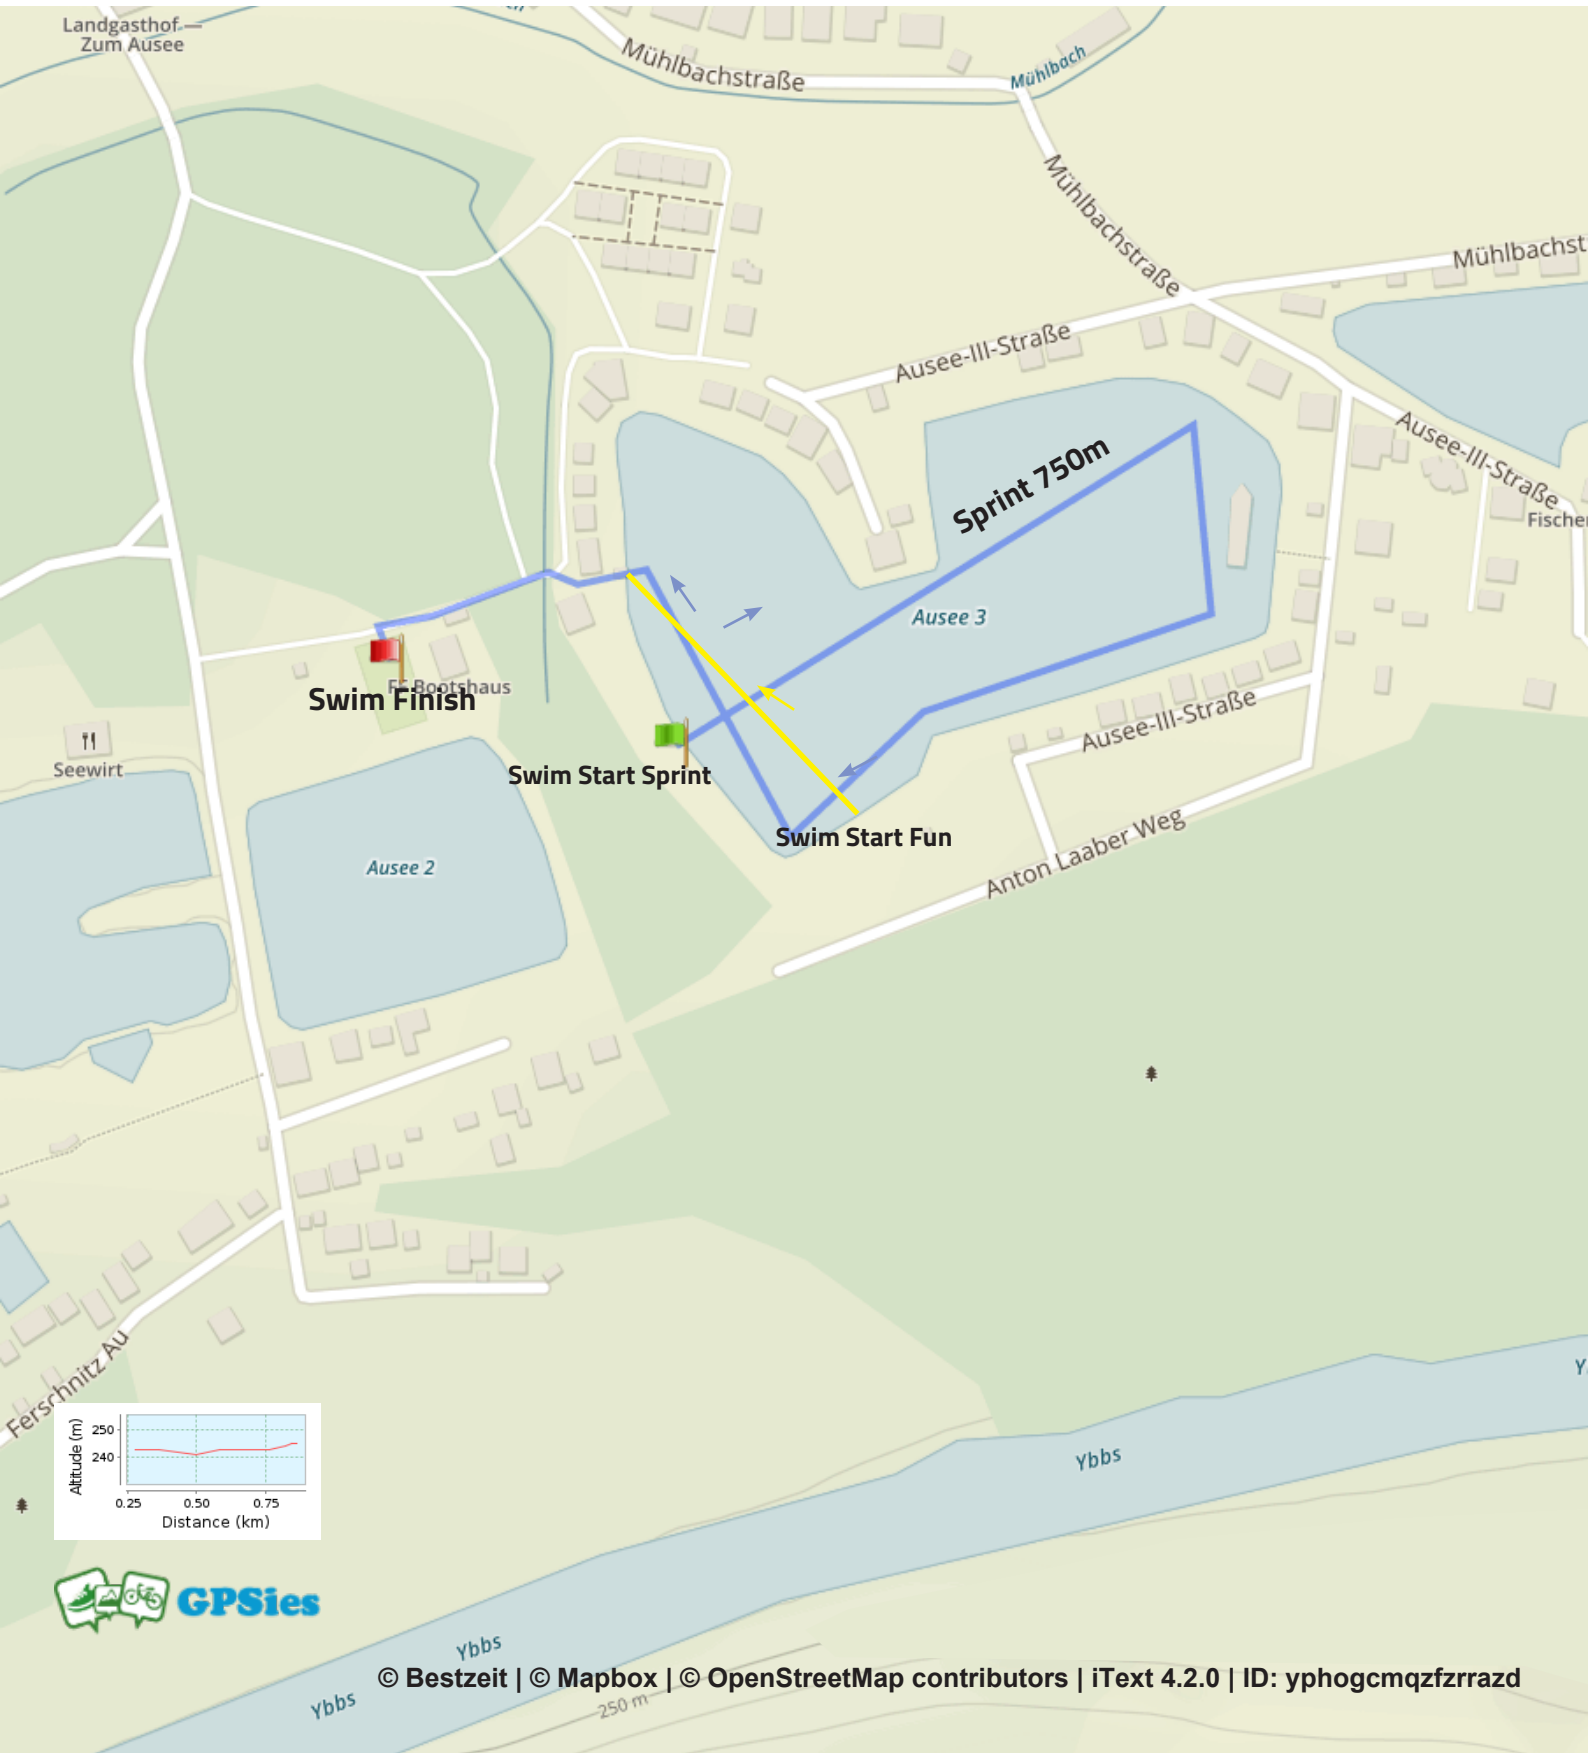 Landgasthof
Zum Ausee
Mühlbachstraße
Mühlbach
Mühlbachstraße
Mühlbachst
Ausee-III-Straße
Ausee-III-Straße
Sprint 750m
Fische
Ausee 3
FF Bootshaus
Swim Finish
Ausee-III-Straße
Seewirt
Swim Start Sprint
Swim Start Fun
Anton Laaber Weg
Ausee 2
Ferschnitz Au
Altitude (m)
250
240
0.25 0.50 0.75
Distance (km)
Ybbs
GPSies
Ybbs
Ybbs
250 m
© Bestzeit | © Mapbox | © OpenStreetMap contributors | iText 4.2.0 | ID: yphogcmqzfzrrazd